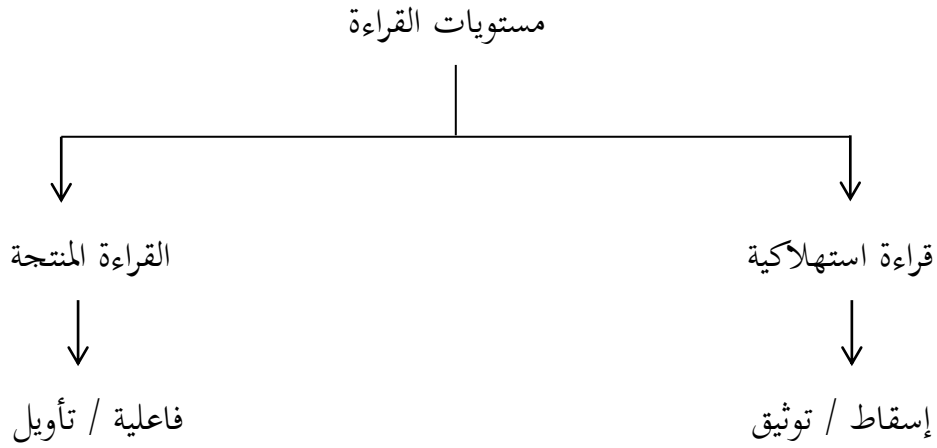 مستويات القراءة
قراءة استهلاكية
القراءة المنتجة
إسقاط / توثيق
فاعلية / تأويل